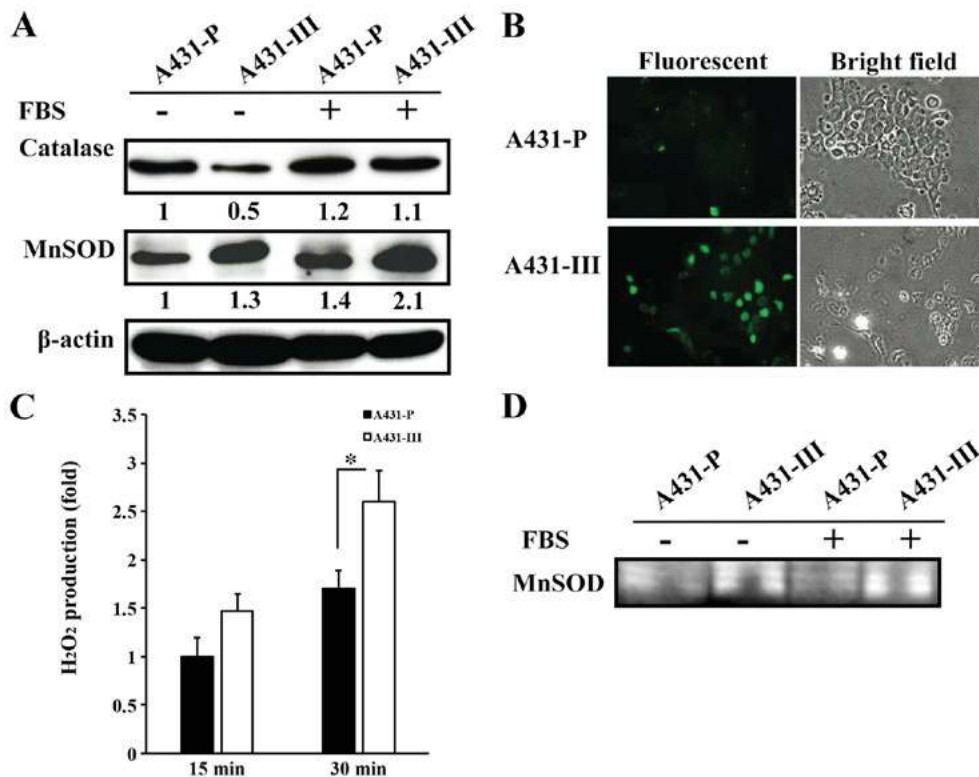 A
A431-P A431-III A431-P A431-III
FBS - - + +
Catalase
1 0.5 1.2 1.1
MnSOD
1 1.3 1.4 2.1
β-actin
B
Fluorescent Bright field
A431-P
A431-III
C
3.5
3
2.5
2
1.5
1
0.5
0
H2O2 production (fold)
A431-P
A431-III
*
15 min 30 min
D
A431-P A431-III A431-P A431-III
FBS - - + +
MnSOD